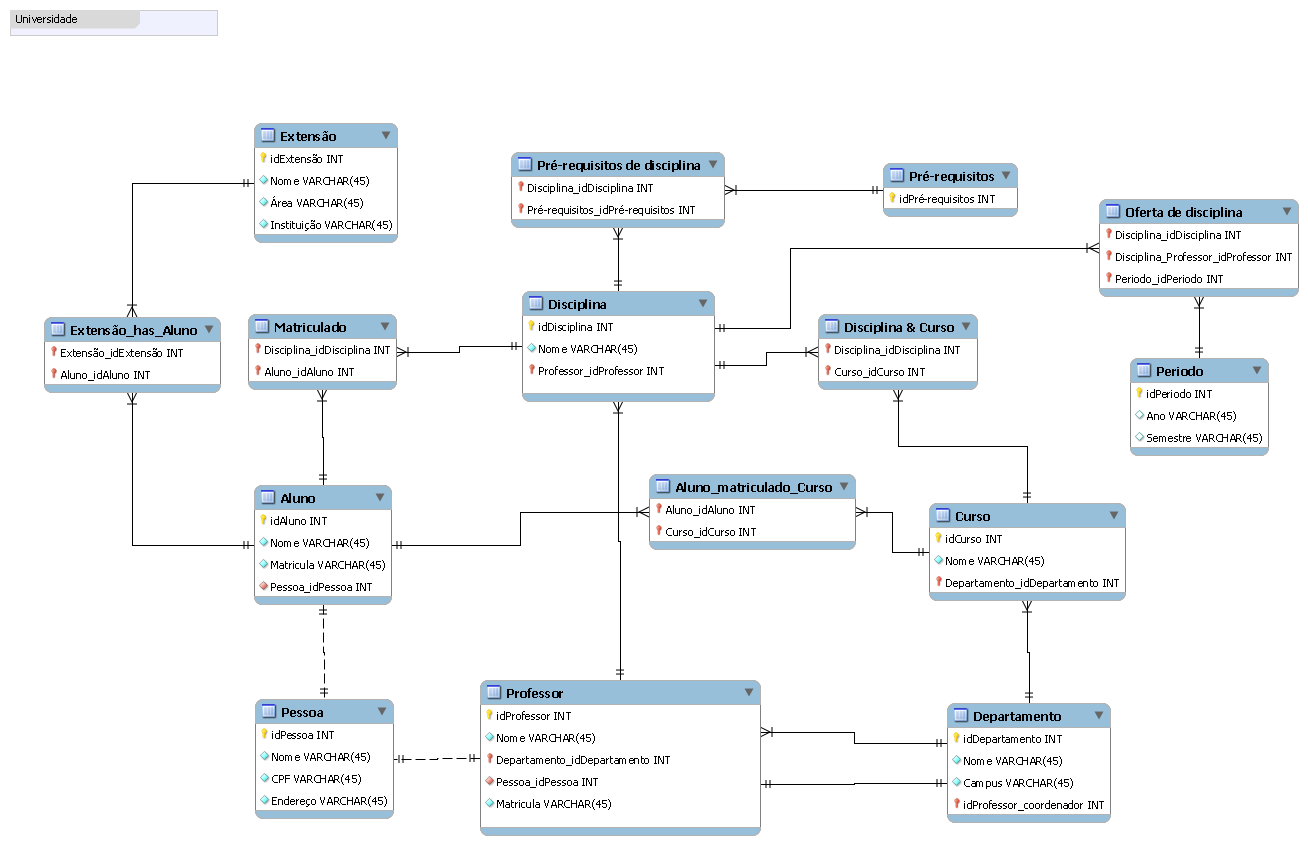 Universidade
Extensão
idExtensão INT
Nome VARCHAR(45)
Área VARCHAR(45)
Instituição VARCHAR(45)
Pré-requisitos de disciplina
Disciplina_idDisciplina INT
Pré-requisitos_idPré-requisitos INT
Pré-requisitos
idPré-requisitos INT
Oferta de disciplina
Disciplina_idDisciplina INT
Disciplina_Professor_idProfessor INT
Periodo_idPeriodo INT
Extensão_has_Aluno
Extensão_idExtensão INT
Aluno_idAluno INT
Matriculado
Disciplina_idDisciplina INT
Aluno_idAluno INT
Disciplina
idDisciplina INT
Nome VARCHAR(45)
Professor_idProfessor INT
Disciplina & Curso
Disciplina_idDisciplina INT
Curso_idCurso INT
Periodo
idPeriodo INT
Ano VARCHAR(45)
Semestre VARCHAR(45)
Aluno
idAluno INT
Nome VARCHAR(45)
Matricula VARCHAR(45)
Pessoa_idPessoa INT
Aluno_matriculado_Curso
Aluno_idAluno INT
Curso_idCurso INT
Curso
idCurso INT
Nome VARCHAR(45)
Departamento_idDepartamento INT
Pessoa
idPessoa INT
Nome VARCHAR(45)
CPF VARCHAR(45)
Endereço VARCHAR(45)
Professor
idProfessor INT
Nome VARCHAR(45)
Departamento_idDepartamento INT
Pessoa_idPessoa INT
Matricula VARCHAR(45)
Departamento
idDepartamento INT
Nome VARCHAR(45)
Campus VARCHAR(45)
idProfessor_coordenador INT